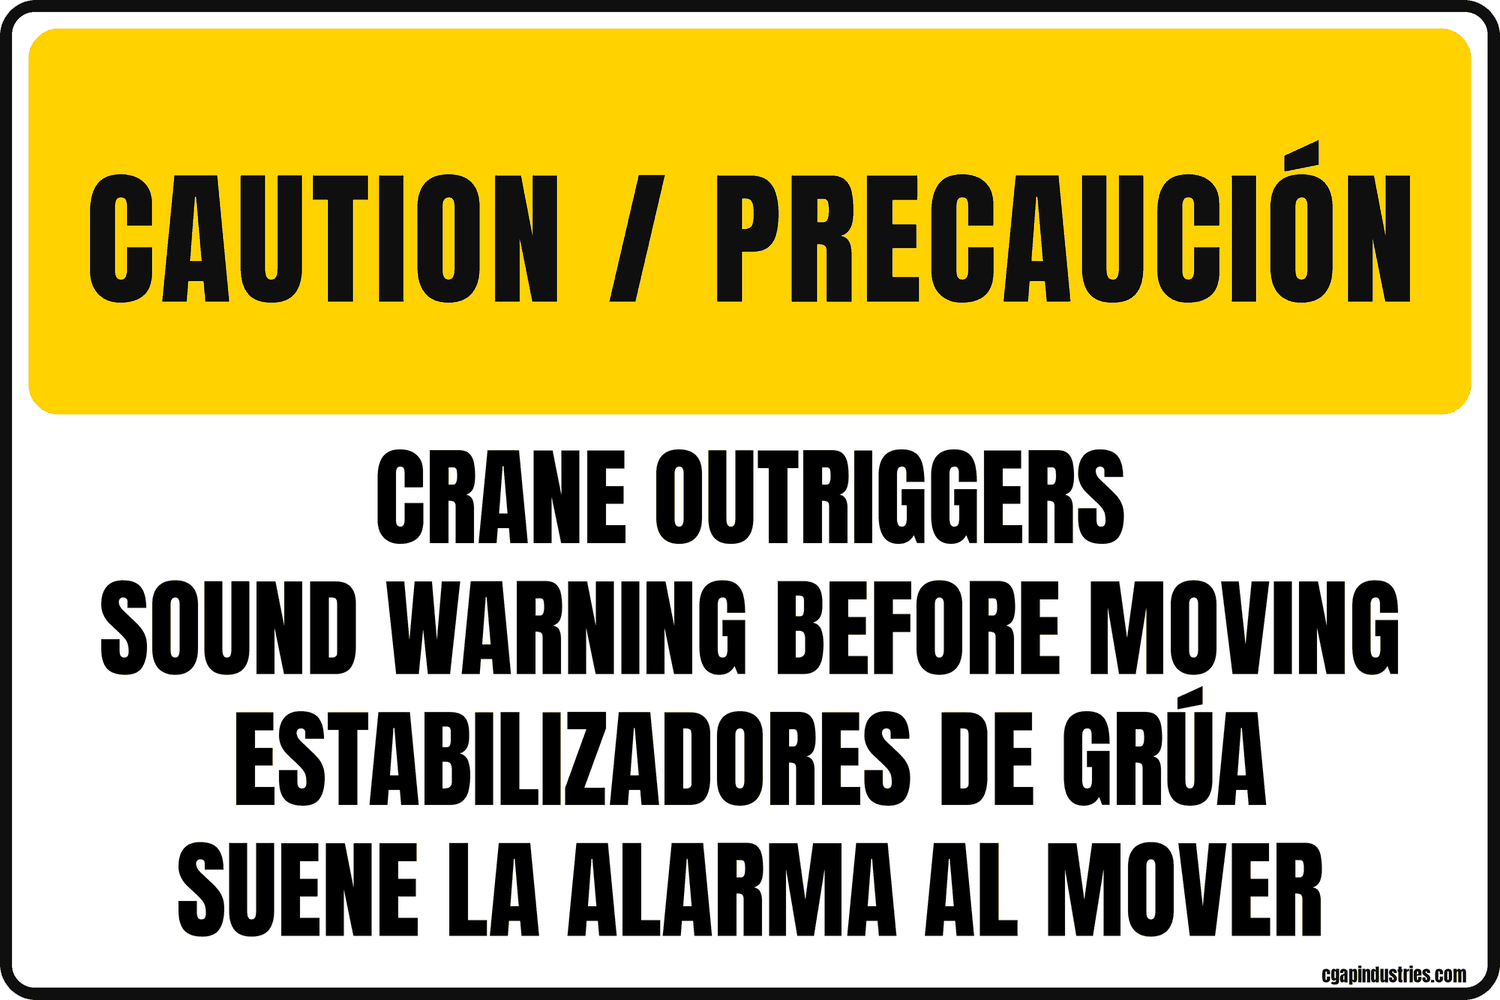 CAUTION / PRECAUCIÓN
CRANE OUTRIGGERS
SOUND WARNING BEFORE MOVING
ESTABILIZADORES DE GRÚA
SUENE LA ALARMA AL MOVER
cgapindustries.com